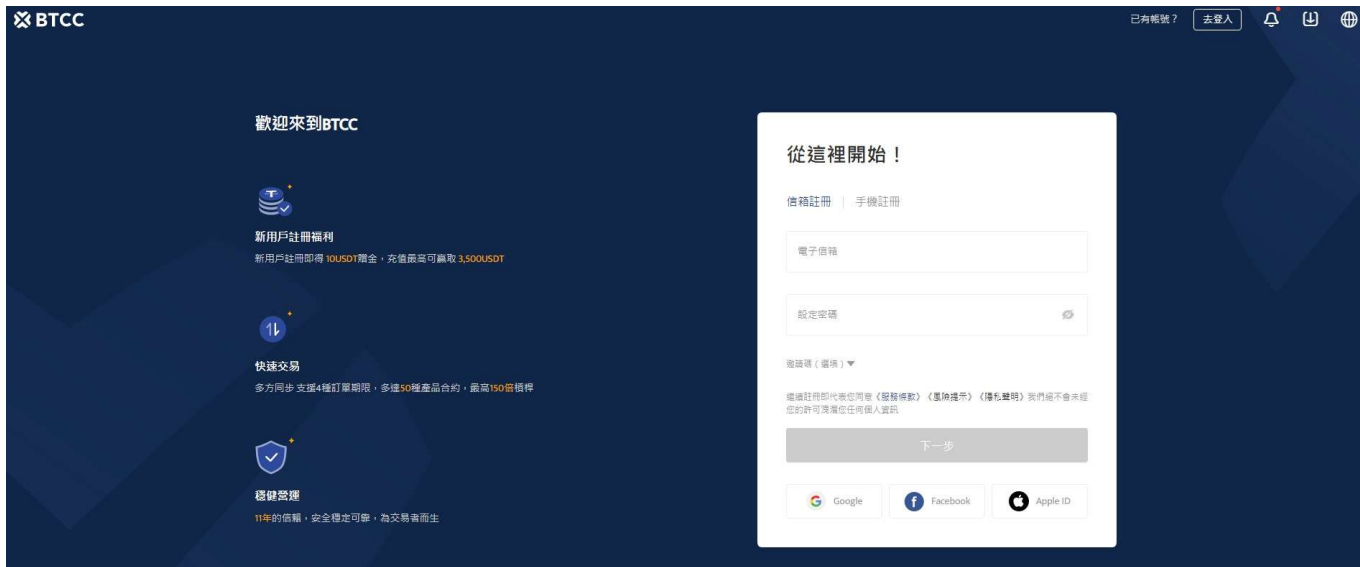 BTCC
已有帳號？
去登入
歡迎來到BTCC
新用戶註冊福利
新用戶註冊即得 10USDT贈金，充值最高可贏取 3,500USDT
快速交易
多方同步 支援4種訂單期限，多達50種產品合約，最高150倍槓桿
穩健營運
11年的信賴，安全穩定可靠，為交易者而生
從這裡開始！
信箱註冊 | 手機註冊
電子信箱
設定密碼
邀請碼（選填）▼
繼續註冊即代表您同意《服務條款》《風險提示》《隱私聲明》我們絕不會未經
您的許可洩漏您任何個人資訊
下一步
Google
Facebook
Apple ID